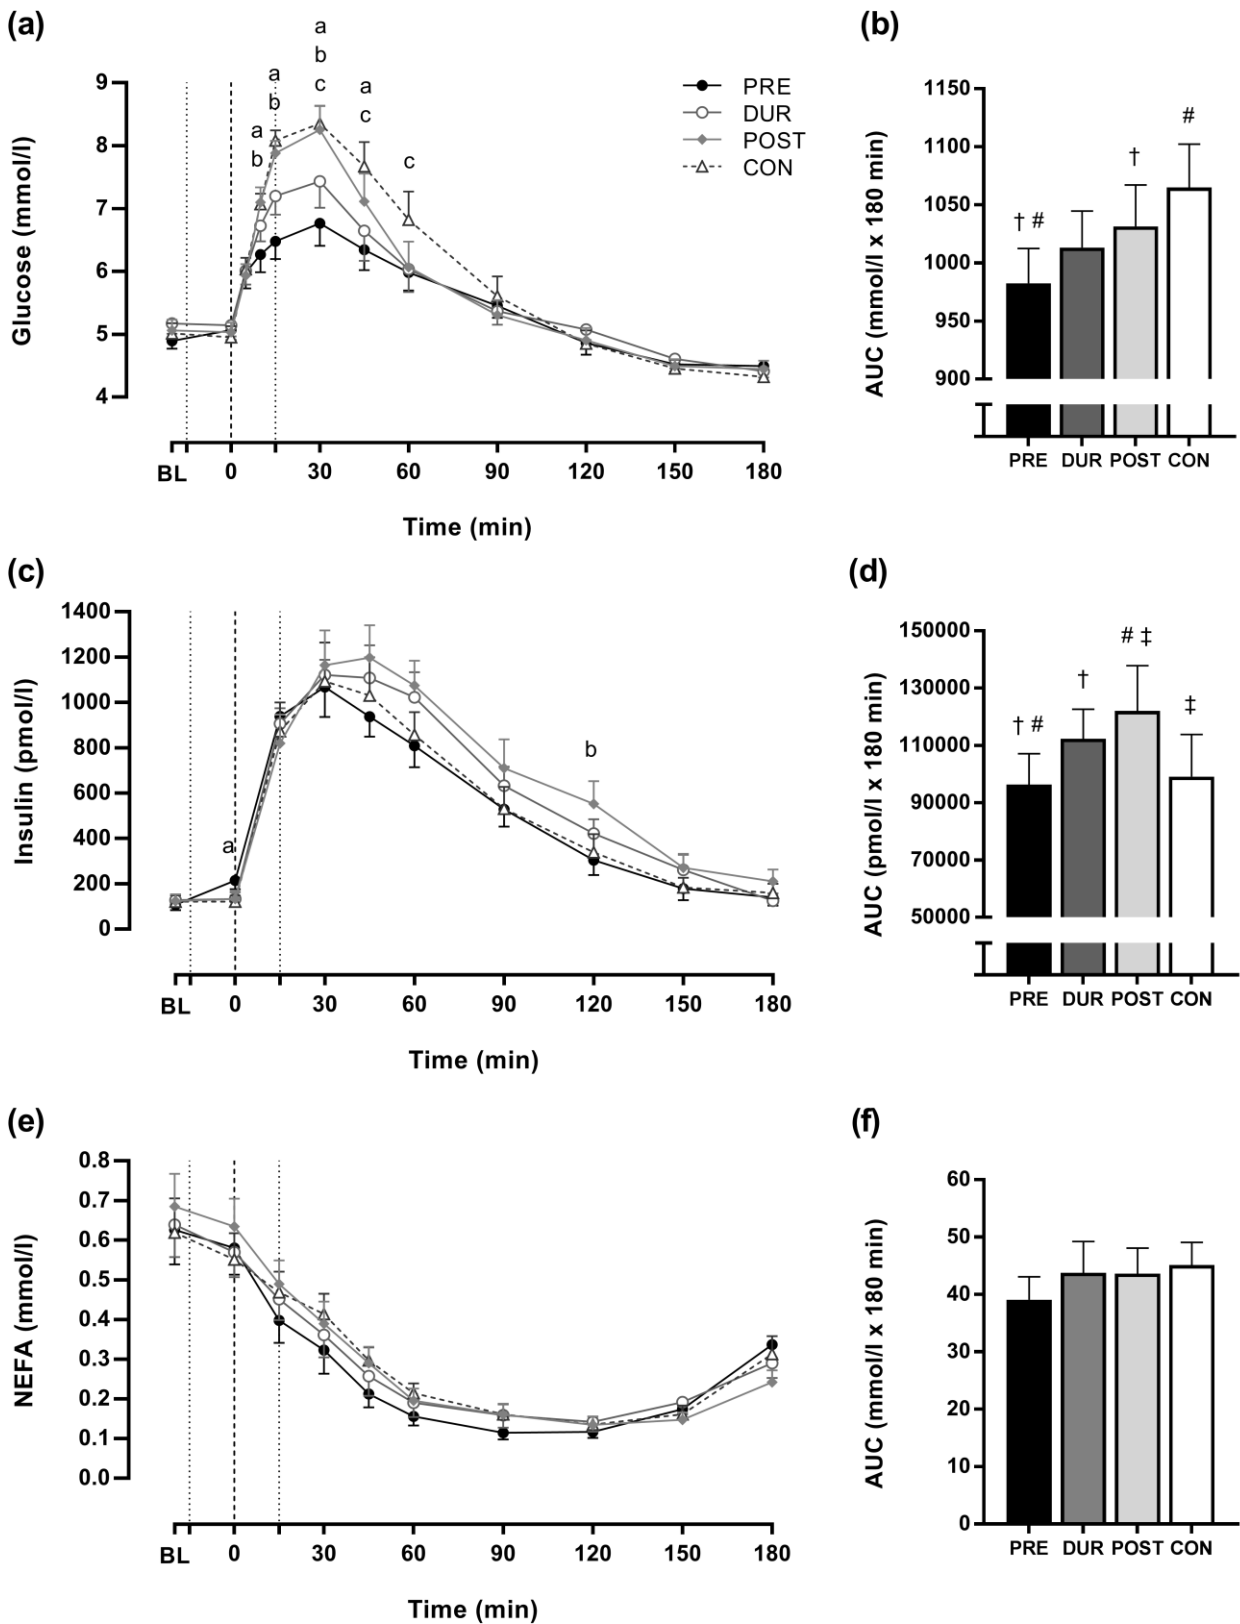 (a)
Glucose (mmol/l)
9
8
7
6
5
4
a
b
a
b
a
b
c
a
c
c
PRE
DUR
POST
CON
BL 0 30 60 90 120 150 180
Time (min)
(b)
AUC (mmol/l x 180 min)
1150
1100
1050
1000
950
900
† #
†
#
PRE DUR POST CON
(c)
Insulin (pmol/l)
1400
1200
1000
800
600
400
200
0
a
b
BL 0 30 60 90 120 150 180
Time (min)
(d)
AUC (pmol/l x 180 min)
150000
130000
110000
90000
70000
50000
† #
†
# ‡
‡
PRE DUR POST CON
(e)
NEFA (mmol/l)
0.8
0.7
0.6
0.5
0.4
0.3
0.2
0.1
0.0
BL 0 30 60 90 120 150 180
Time (min)
(f)
AUC (mmol/l x 180 min)
60
50
40
30
20
10
0
PRE DUR POST CON